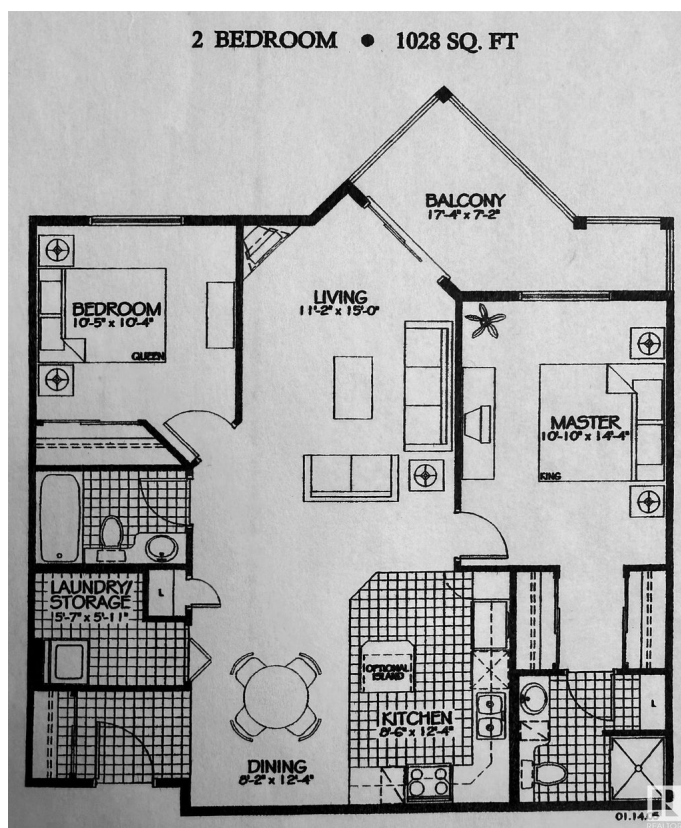 2 BEDROOM • 1028 SQ. FT
BALCONY
17'-4" x 7'-2"
LIVING
11'-2" x 15'-0"
BEDROOM
10'-5" x 10'-4"
QUEEN
MASTER
10'-10" x 14'-4"
KING
LAUNDRY/
STORAGE
5'-7" x 5'-11"
L
OPTIONAL
ISLAND
KITCHEN
8'-6" x 12'-4"
L
DINING
8'-2" x 12'-4"